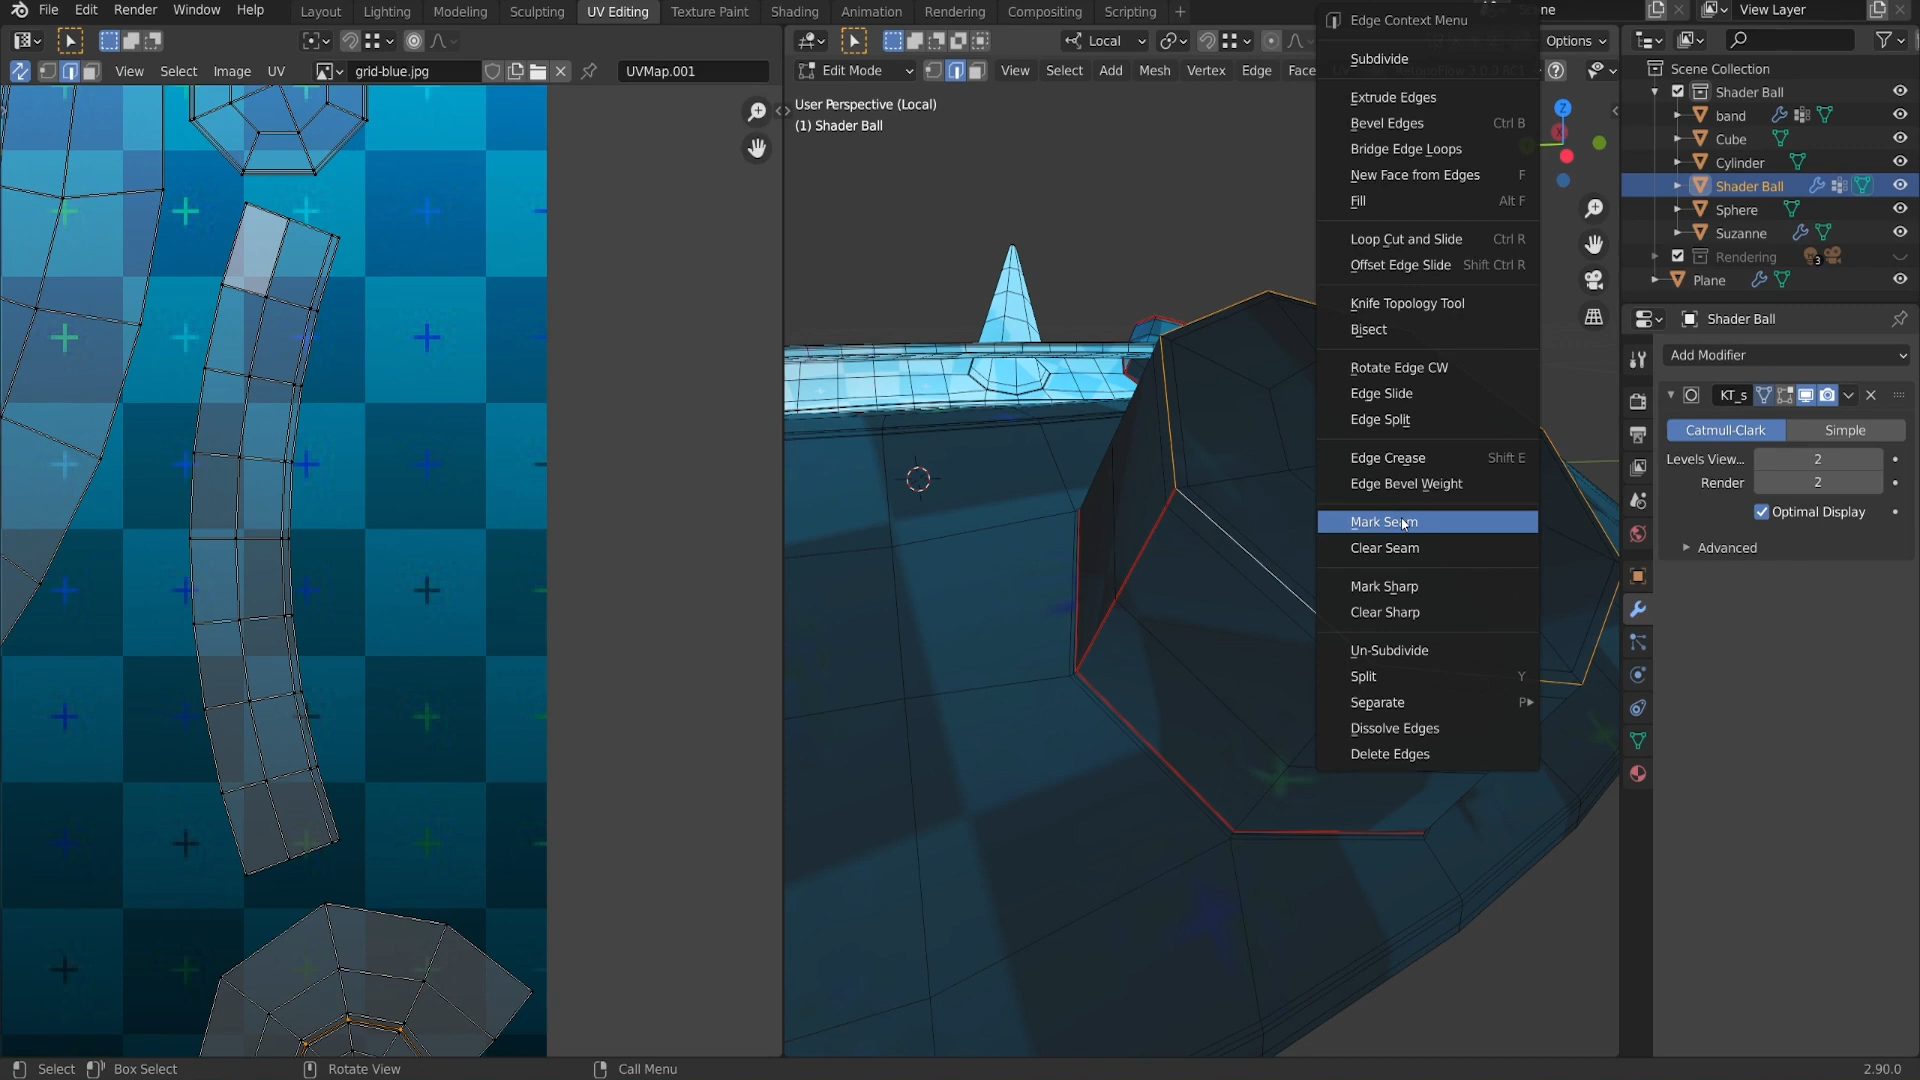 File Edit Render Window Help
Layout Lighting Modeling Sculpting UV Editing Texture Paint Shading Animation Rendering Compositing Scripting
View Layer
Local
Options
View Select Image UV grid-blue.jpg UVMap.001
Edit Mode View Select Add Mesh Vertex Edge Face
User Perspective (Local)
(1) Shader Ball
Edge Context Menu
Subdivide
Extrude Edges
Bevel Edges Ctrl B
Bridge Edge Loops
New Face from Edges F
Fill Alt F
Loop Cut and Slide Ctrl R
Offset Edge Slide Shift Ctrl R
Knife Topology Tool
Bisect
Rotate Edge CW
Edge Slide
Edge Split
Edge Crease Shift E
Edge Bevel Weight
Mark Seam
Clear Seam
Mark Sharp
Clear Sharp
Un-Subdivide
Split Y
Separate P
Dissolve Edges
Delete Edges
Z
X
Scene Collection
Shader Ball
band
Cube
Cylinder
Shader Ball
Sphere
Suzanne
Rendering 3
Plane
Shader Ball
Add Modifier
KT_s
Catmull-Clark Simple
Levels View... 2
Render 2
Optimal Display
Advanced
Select Box Select Rotate View Call Menu 2.90.0